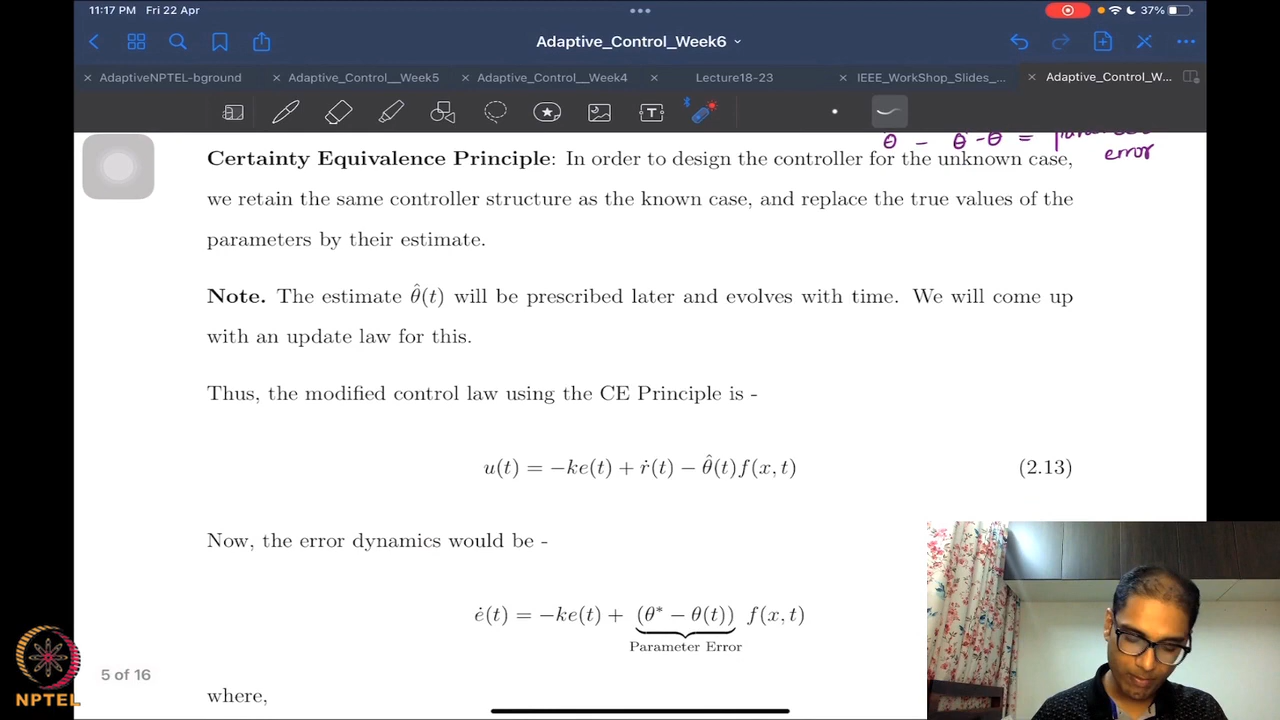 11:17 PM Fri 22 Apr
37%
Adaptive_Control_Week6
AdaptiveNPTEL-bground
Adaptive_Control__Week5
Adaptive_Control__Week4
Lecture18-23
IEEE_WorkShop_Slides_...
Adaptive_Control_W...
error
Certainty Equivalence Principle: In order to design the controller for the unknown case,
we retain the same controller structure as the known case, and replace the true values of the
parameters by their estimate.
Note. The estimate θ̂(t) will be prescribed later and evolves with time. We will come up
with an update law for this.
Thus, the modified control law using the CE Principle is -
u(t) = −ke(t) + ṙ(t) − θ̂(t)f(x, t) (2.13)
Now, the error dynamics would be -
ė(t) = −ke(t) + (θ* − θ(t)) f(x, t)
Parameter Error
where,
5 of 16
NPTEL